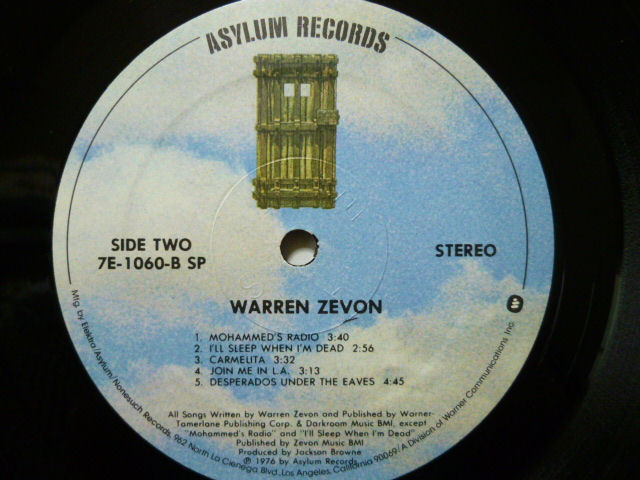 ASYLUM RECORDS
SIDE TWO
7E-1060-B SP
STEREO
WARREN ZEVON
1. MOHAMMED'S RADIO 3:40
2. I'LL SLEEP WHEN I'M DEAD 2:56
3. CARMELITA 3:32
4. JOIN ME IN L.A. 3:13
5. DESPERADOS UNDER THE EAVES 4:45
All Songs Written by Warren Zevon and Published by Warner-
Tamerlane Publishing Corp. & Darkroom Music BMI, except
"Mohammed's Radio" and "I'll Sleep When I'm Dead"
Published by Zevon Music BMI
Produced by Jackson Browne
℗ 1976 by Asylum Records
Mfg. by Elektra/Asylum/Nonesuch Records, 962 North La Cienega Blvd., Los Angeles, California 90069/A Division of Warner Communications Inc.